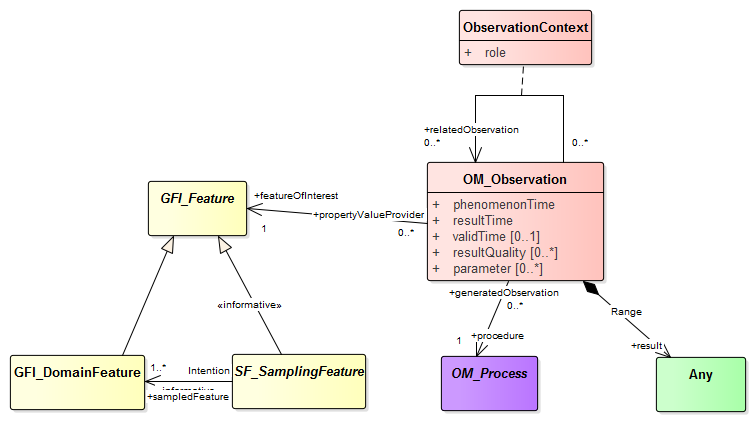 ObservationContext
+ role
+relatedObservation
0..*
0..*
OM_Observation
+ phenomenonTime
+ resultTime
+ validTime [0..1]
+ resultQuality [0..*]
+ parameter [0..*]
GFI_Feature
+featureOfInterest
+propertyValueProvider
1
0..*
«informative»
+generatedObservation
0..*
Range
+procedure
1
+result
GFI_DomainFeature
1..*
Intention
+sampledFeature
SF_SamplingFeature
OM_Process
Any